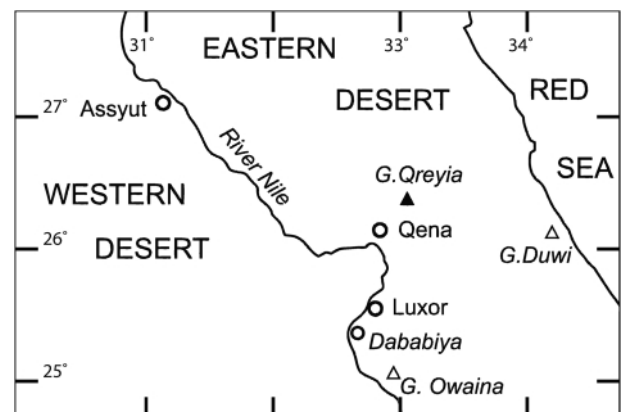 31°
EASTERN
33°
34°
DESERT
RED
27°
Assyut
River Nile
SEA
WESTERN
G.Qreyia
DESERT
Qena
26°
G.Duwi
Luxor
Dababiya
25°
G. Owaina